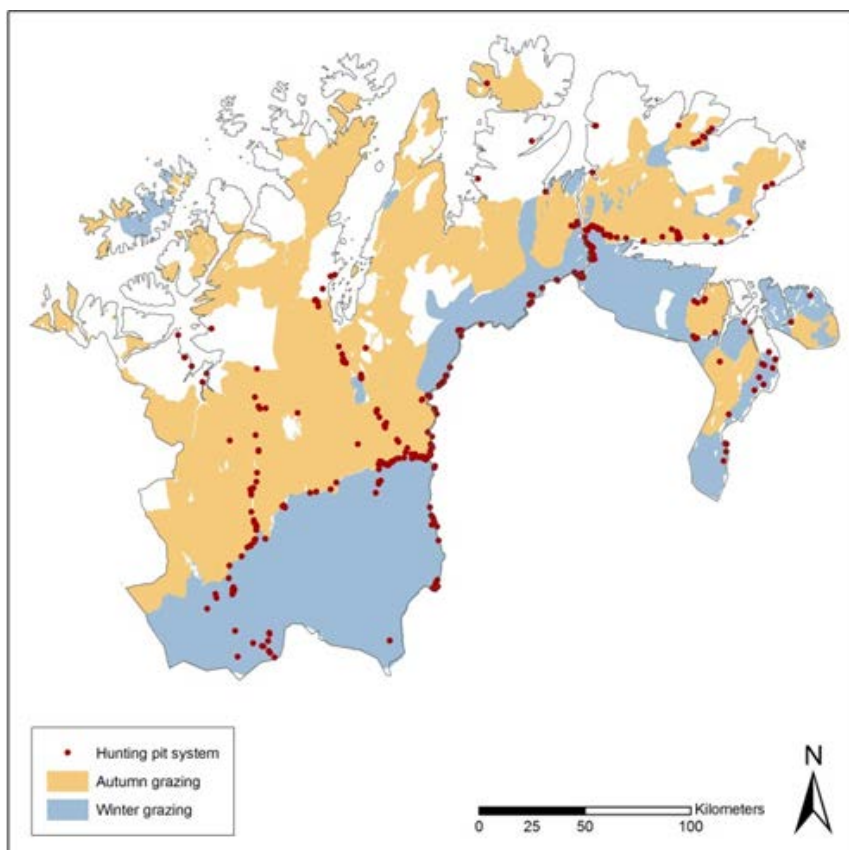 Hunting pit system
Autumn grazing
Winter grazing
N
Kilometers
0 25 50 100